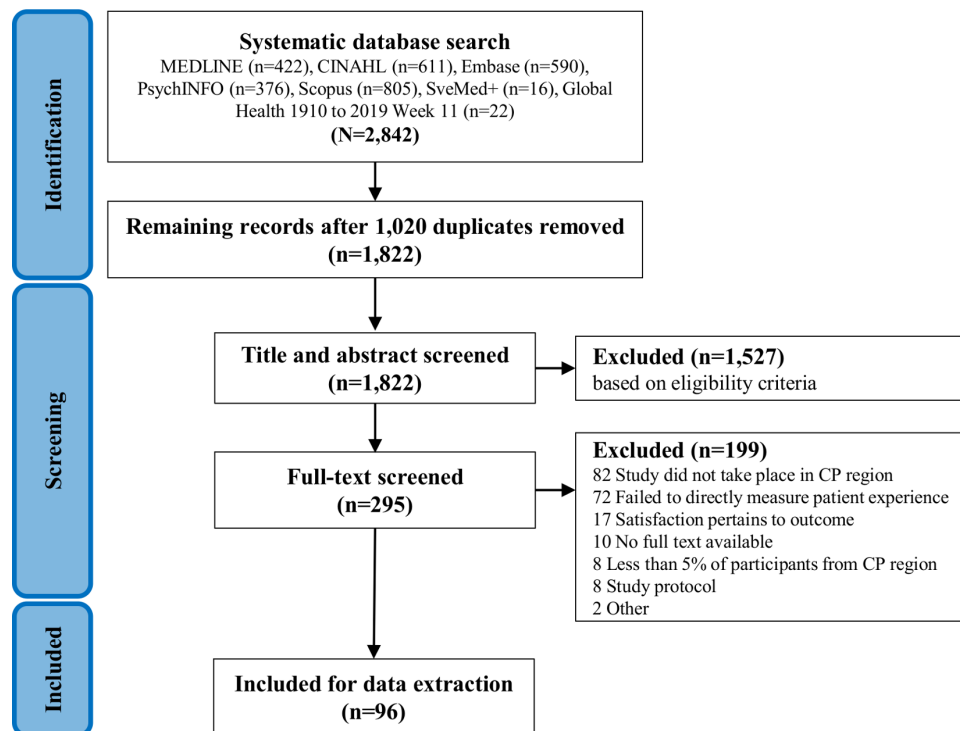 Identification
Systematic database search
MEDLINE (n=422), CINAHL (n=611), Embase (n=590),
PsychINFO (n=376), Scopus (n=805), SveMed+ (n=16), Global
Health 1910 to 2019 Week 11 (n=22)
(N=2,842)
Remaining records after 1,020 duplicates removed
(n=1,822)
Screening
Title and abstract screened
(n=1,822)
Excluded (n=1,527)
based on eligibility criteria
Full-text screened
(n=295)
Excluded (n=199)
82 Study did not take place in CP region
72 Failed to directly measure patient experience
17 Satisfaction pertains to outcome
10 No full text available
8 Less than 5% of participants from CP region
8 Study protocol
2 Other
Included
Included for data extraction
(n=96)